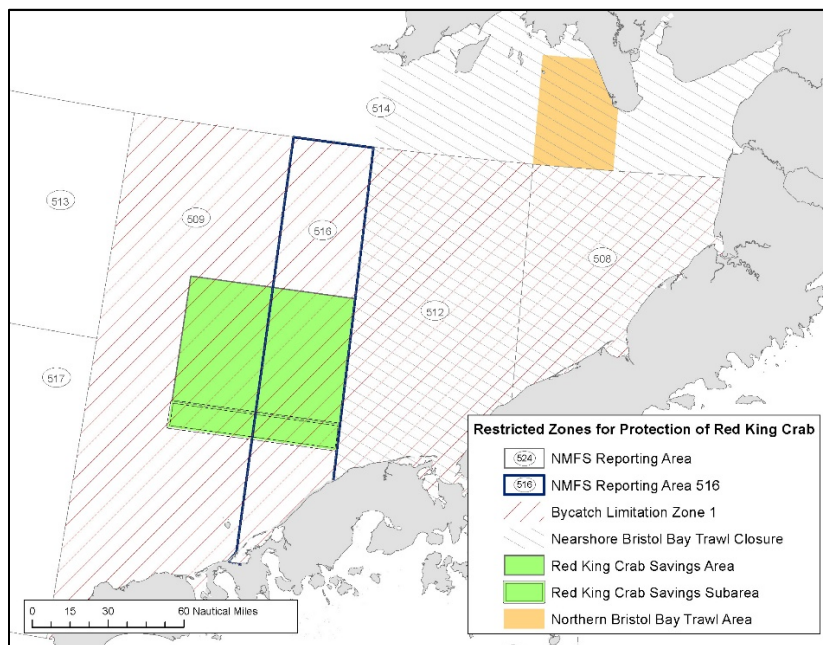 514
513
509
516
508
512
517
Restricted Zones for Protection of Red King Crab
524 NMFS Reporting Area
516 NMFS Reporting Area 516
Bycatch Limitation Zone 1
Nearshore Bristol Bay Trawl Closure
Red King Crab Savings Area
Red King Crab Savings Subarea
Northern Bristol Bay Trawl Area
0 15 30 60 Nautical Miles